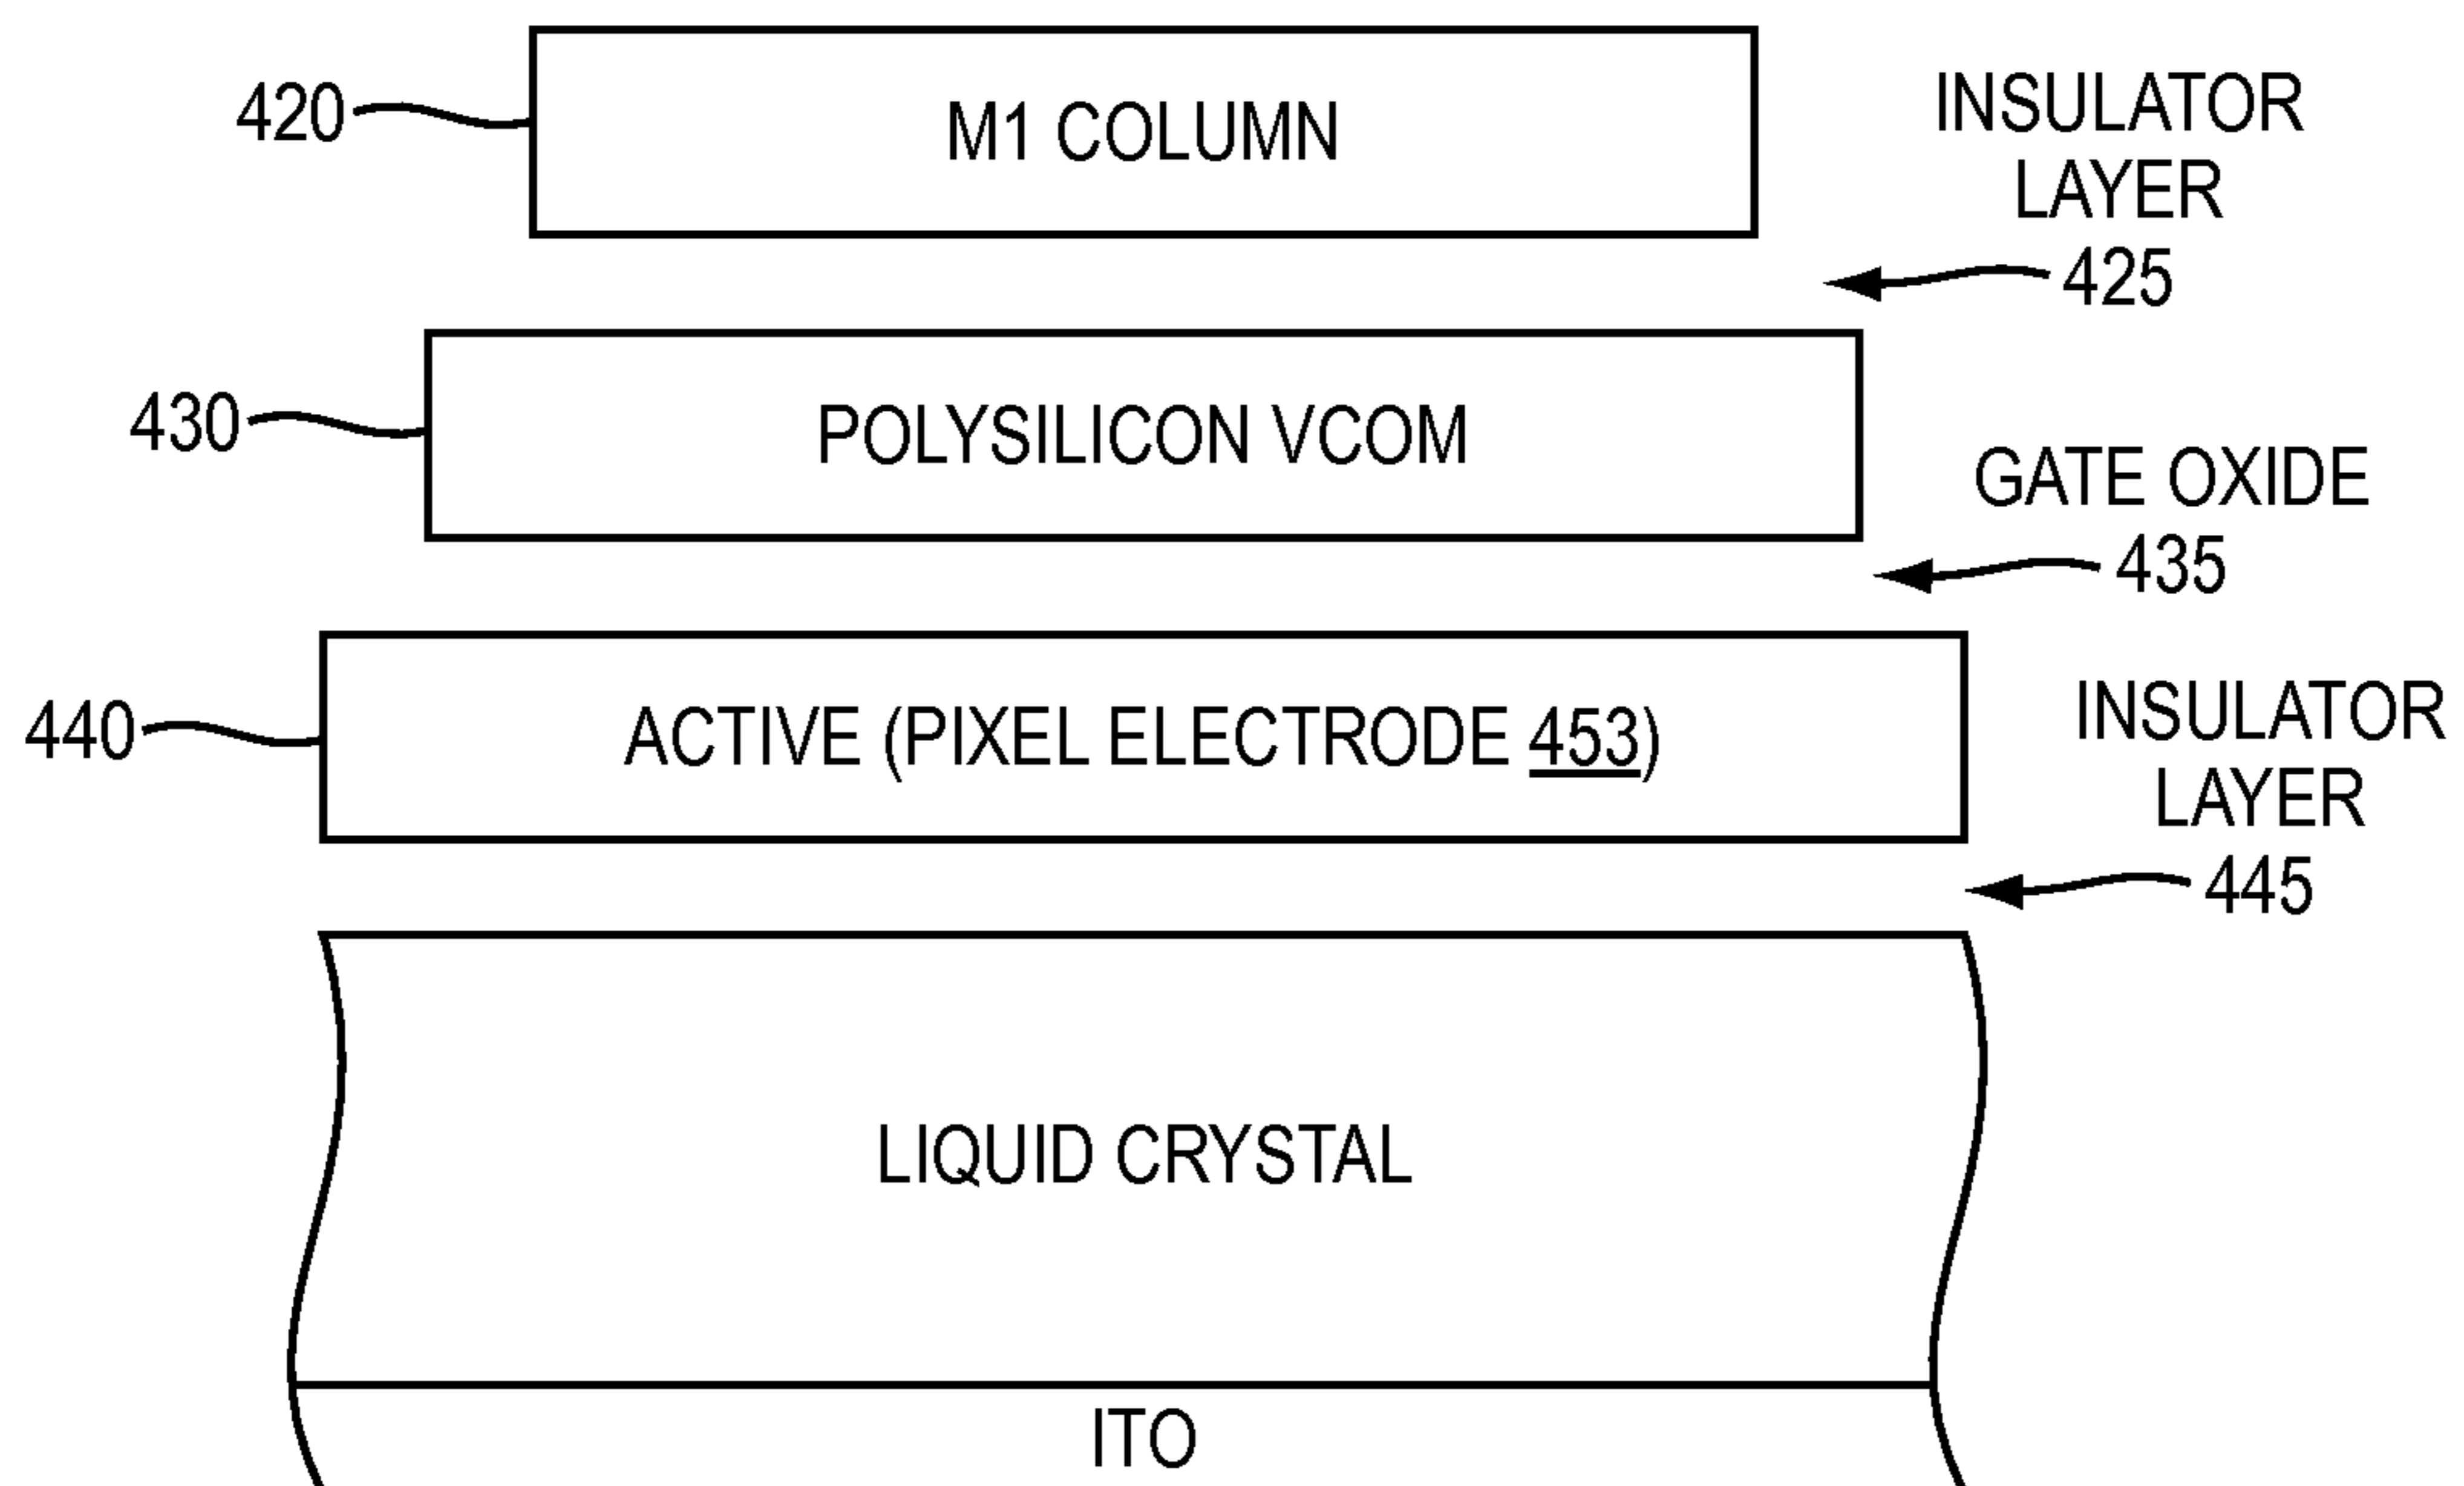 420
M1 COLUMN
INSULATOR
LAYER
425
430
POLYSILICON VCOM
GATE OXIDE
435
440
ACTIVE (PIXEL ELECTRODE 453)
INSULATOR
LAYER
445
LIQUID CRYSTAL
ITO